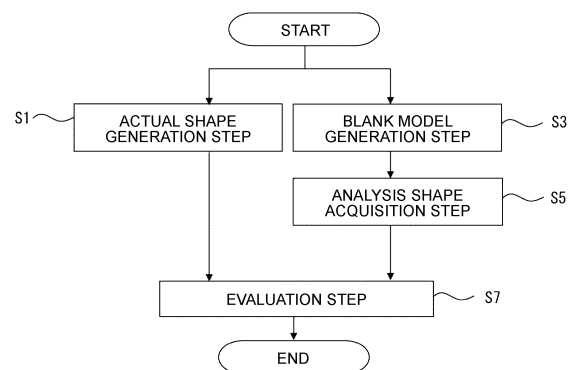 START
S1
ACTUAL SHAPE
GENERATION STEP
BLANK MODEL
GENERATION STEP
S3
ANALYSIS SHAPE
ACQUISITION STEP
S5
EVALUATION STEP
S7
END